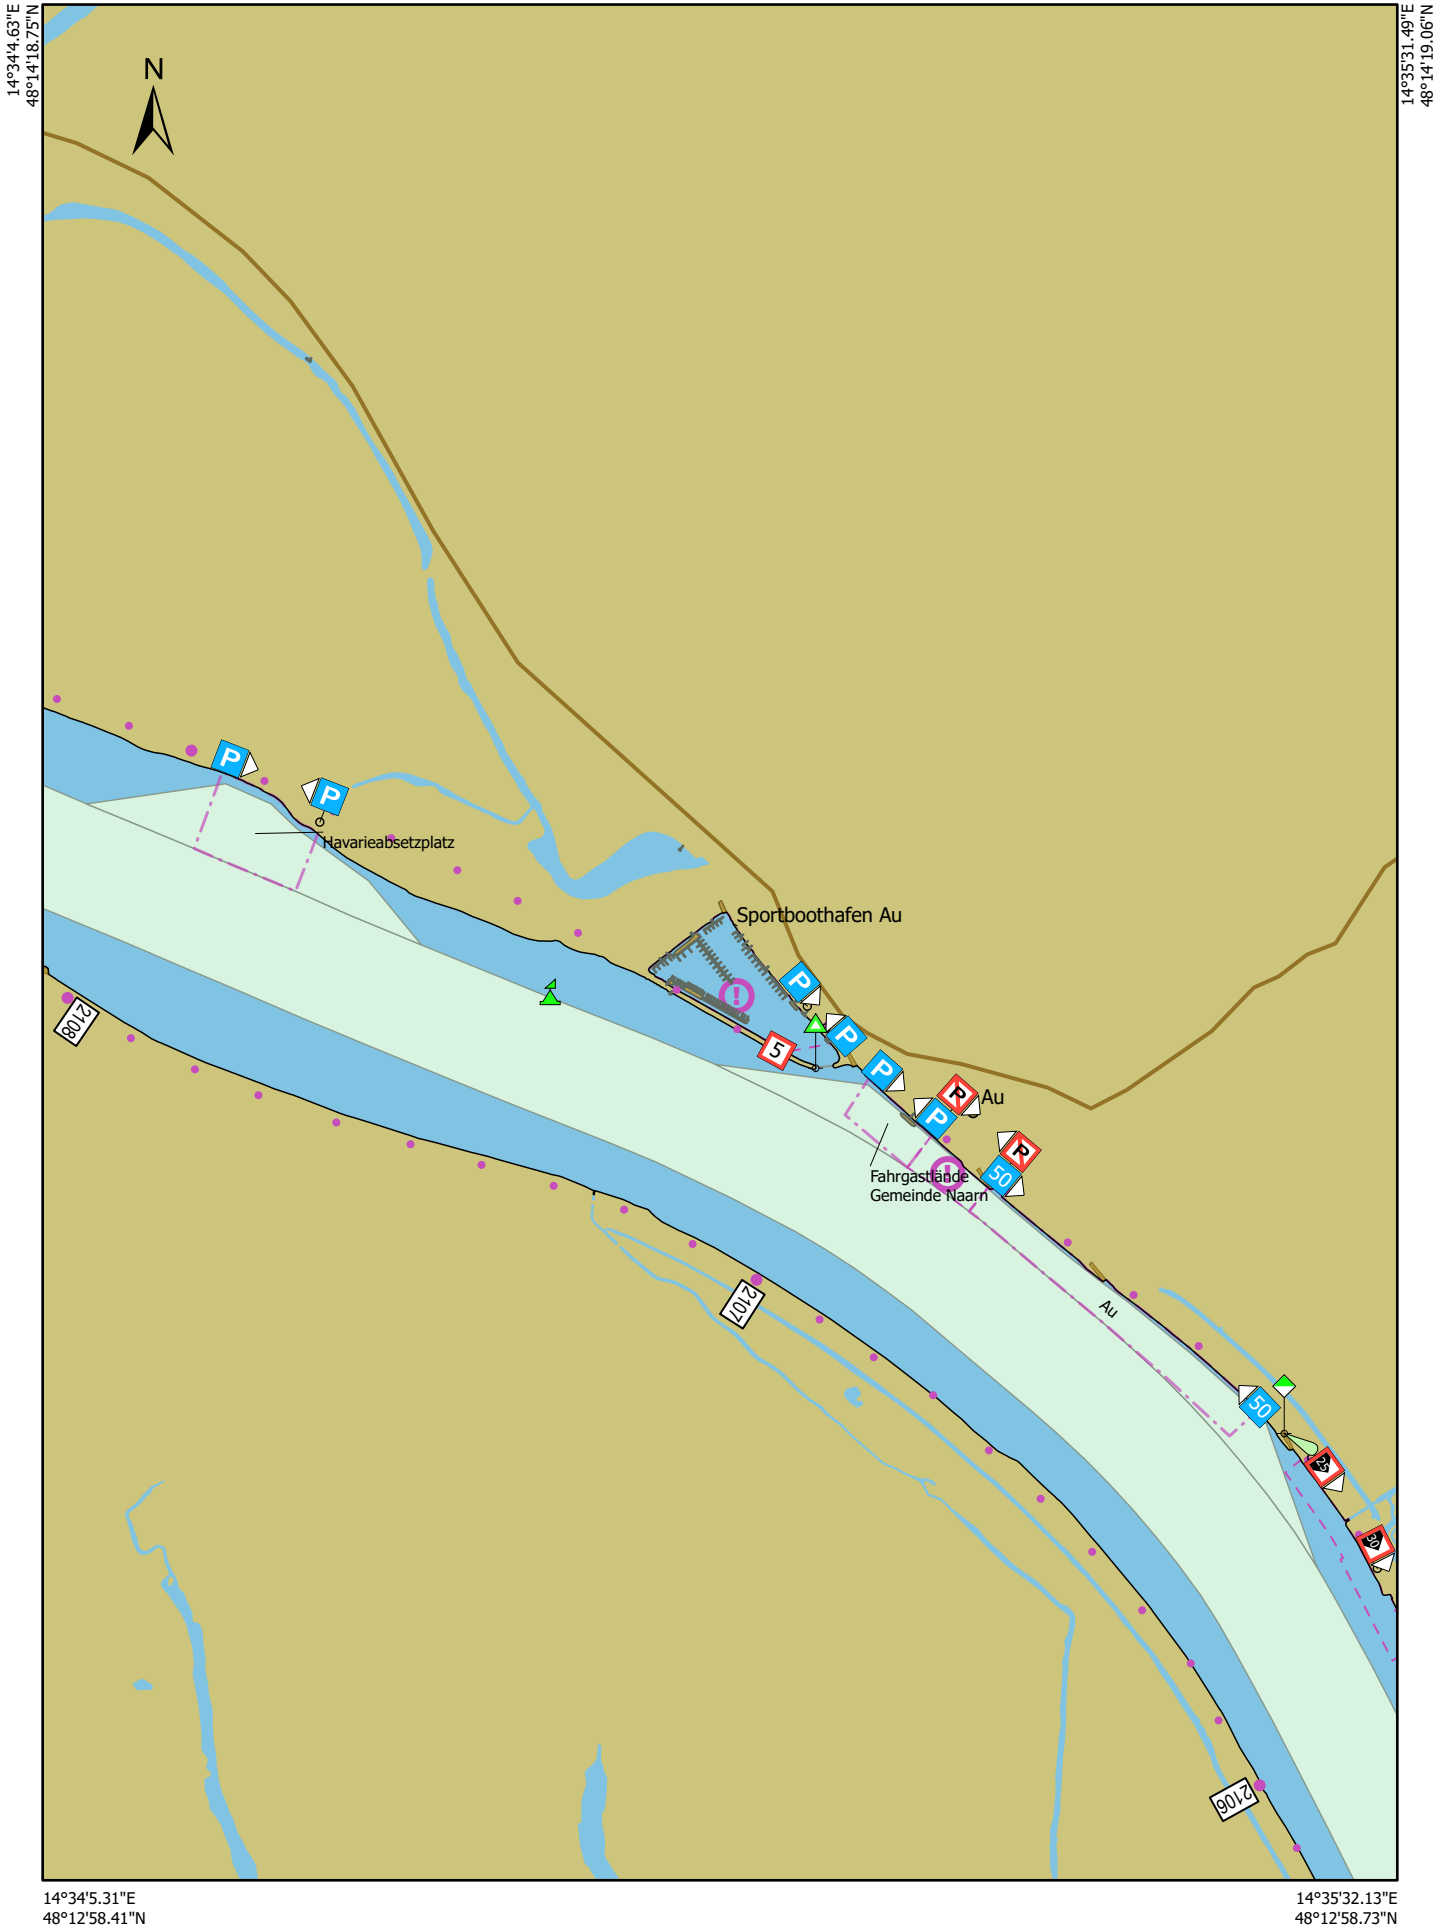 14°34'4.63"E
48°14'18.75"N
14°35'31.49"E
48°14'19.06"N
N
P
P
Havarieabsetzplatz
Sportboothafen Au
P
P
5
P
P
Au
P
P
50
Fahrgastlände
Gemeinde Naarn
2108
2107
Au
50
25
30
2106
14°34'5.31"E
48°12'58.41"N
14°35'32.13"E
48°12'58.73"N